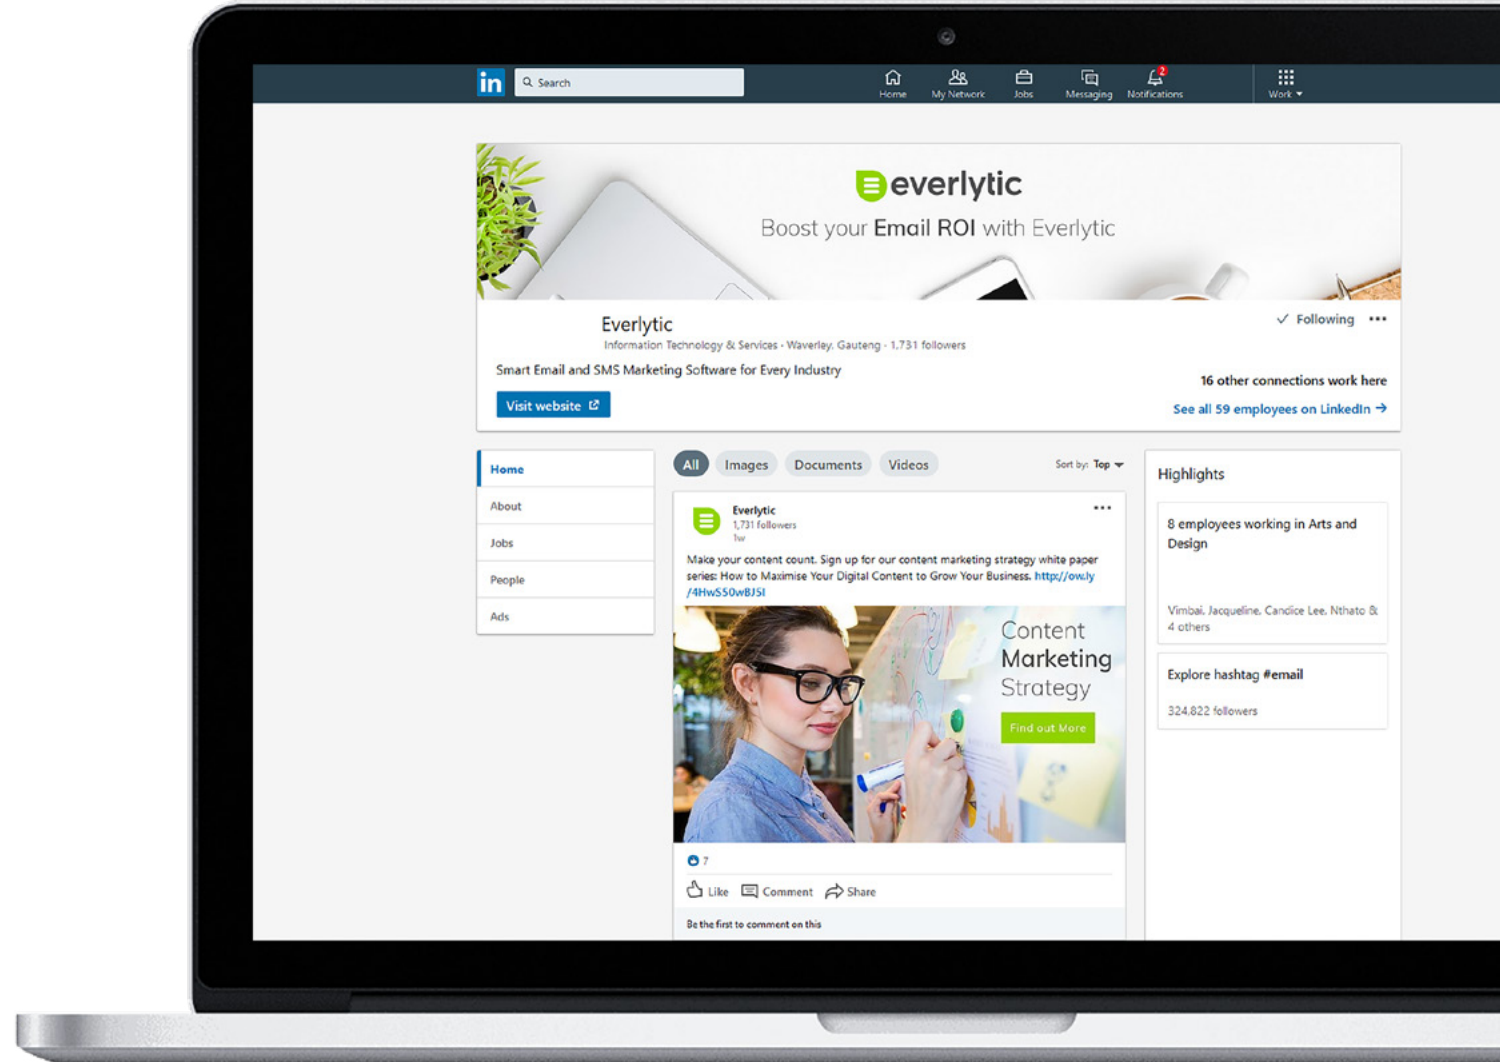 in
Search
Home
My Network
Jobs
Messaging
2
Notifications
Work
everlytic
Boost your Email ROI with Everlytic
Everlytic
Information Technology & Services · Waverley, Gauteng · 1,731 followers
Following
Smart Email and SMS Marketing Software for Every Industry
16 other connections work here
Visit website
See all 59 employees on LinkedIn
Home
About
Jobs
People
Ads
All
Images
Documents
Videos
Sort by: Top
Everlytic
1,731 followers
1w
Make your content count. Sign up for our content marketing strategy white paper
series: How to Maximise Your Digital Content to Grow Your Business. http://ow.ly
/4HwS50wBJ5I
Content
Marketing
Strategy
Find out More
7
Like
Comment
Share
Be the first to comment on this
Highlights
8 employees working in Arts and
Design
Vimbai, Jacqueline, Candice Lee, Nthato &
4 others
Explore hashtag #email
324,822 followers